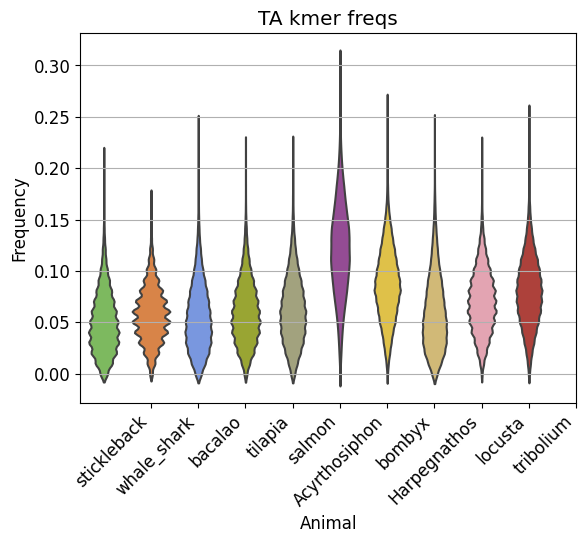 TA kmer freqs
0.30
0.25
0.20
0.15
0.10
0.05
0.00
Frequency
stickleback
whale_shark
bacalao
tilapia
salmon
Acyrthosiphon
bombyx
Harpegnathos
locusta
tribolium
Animal